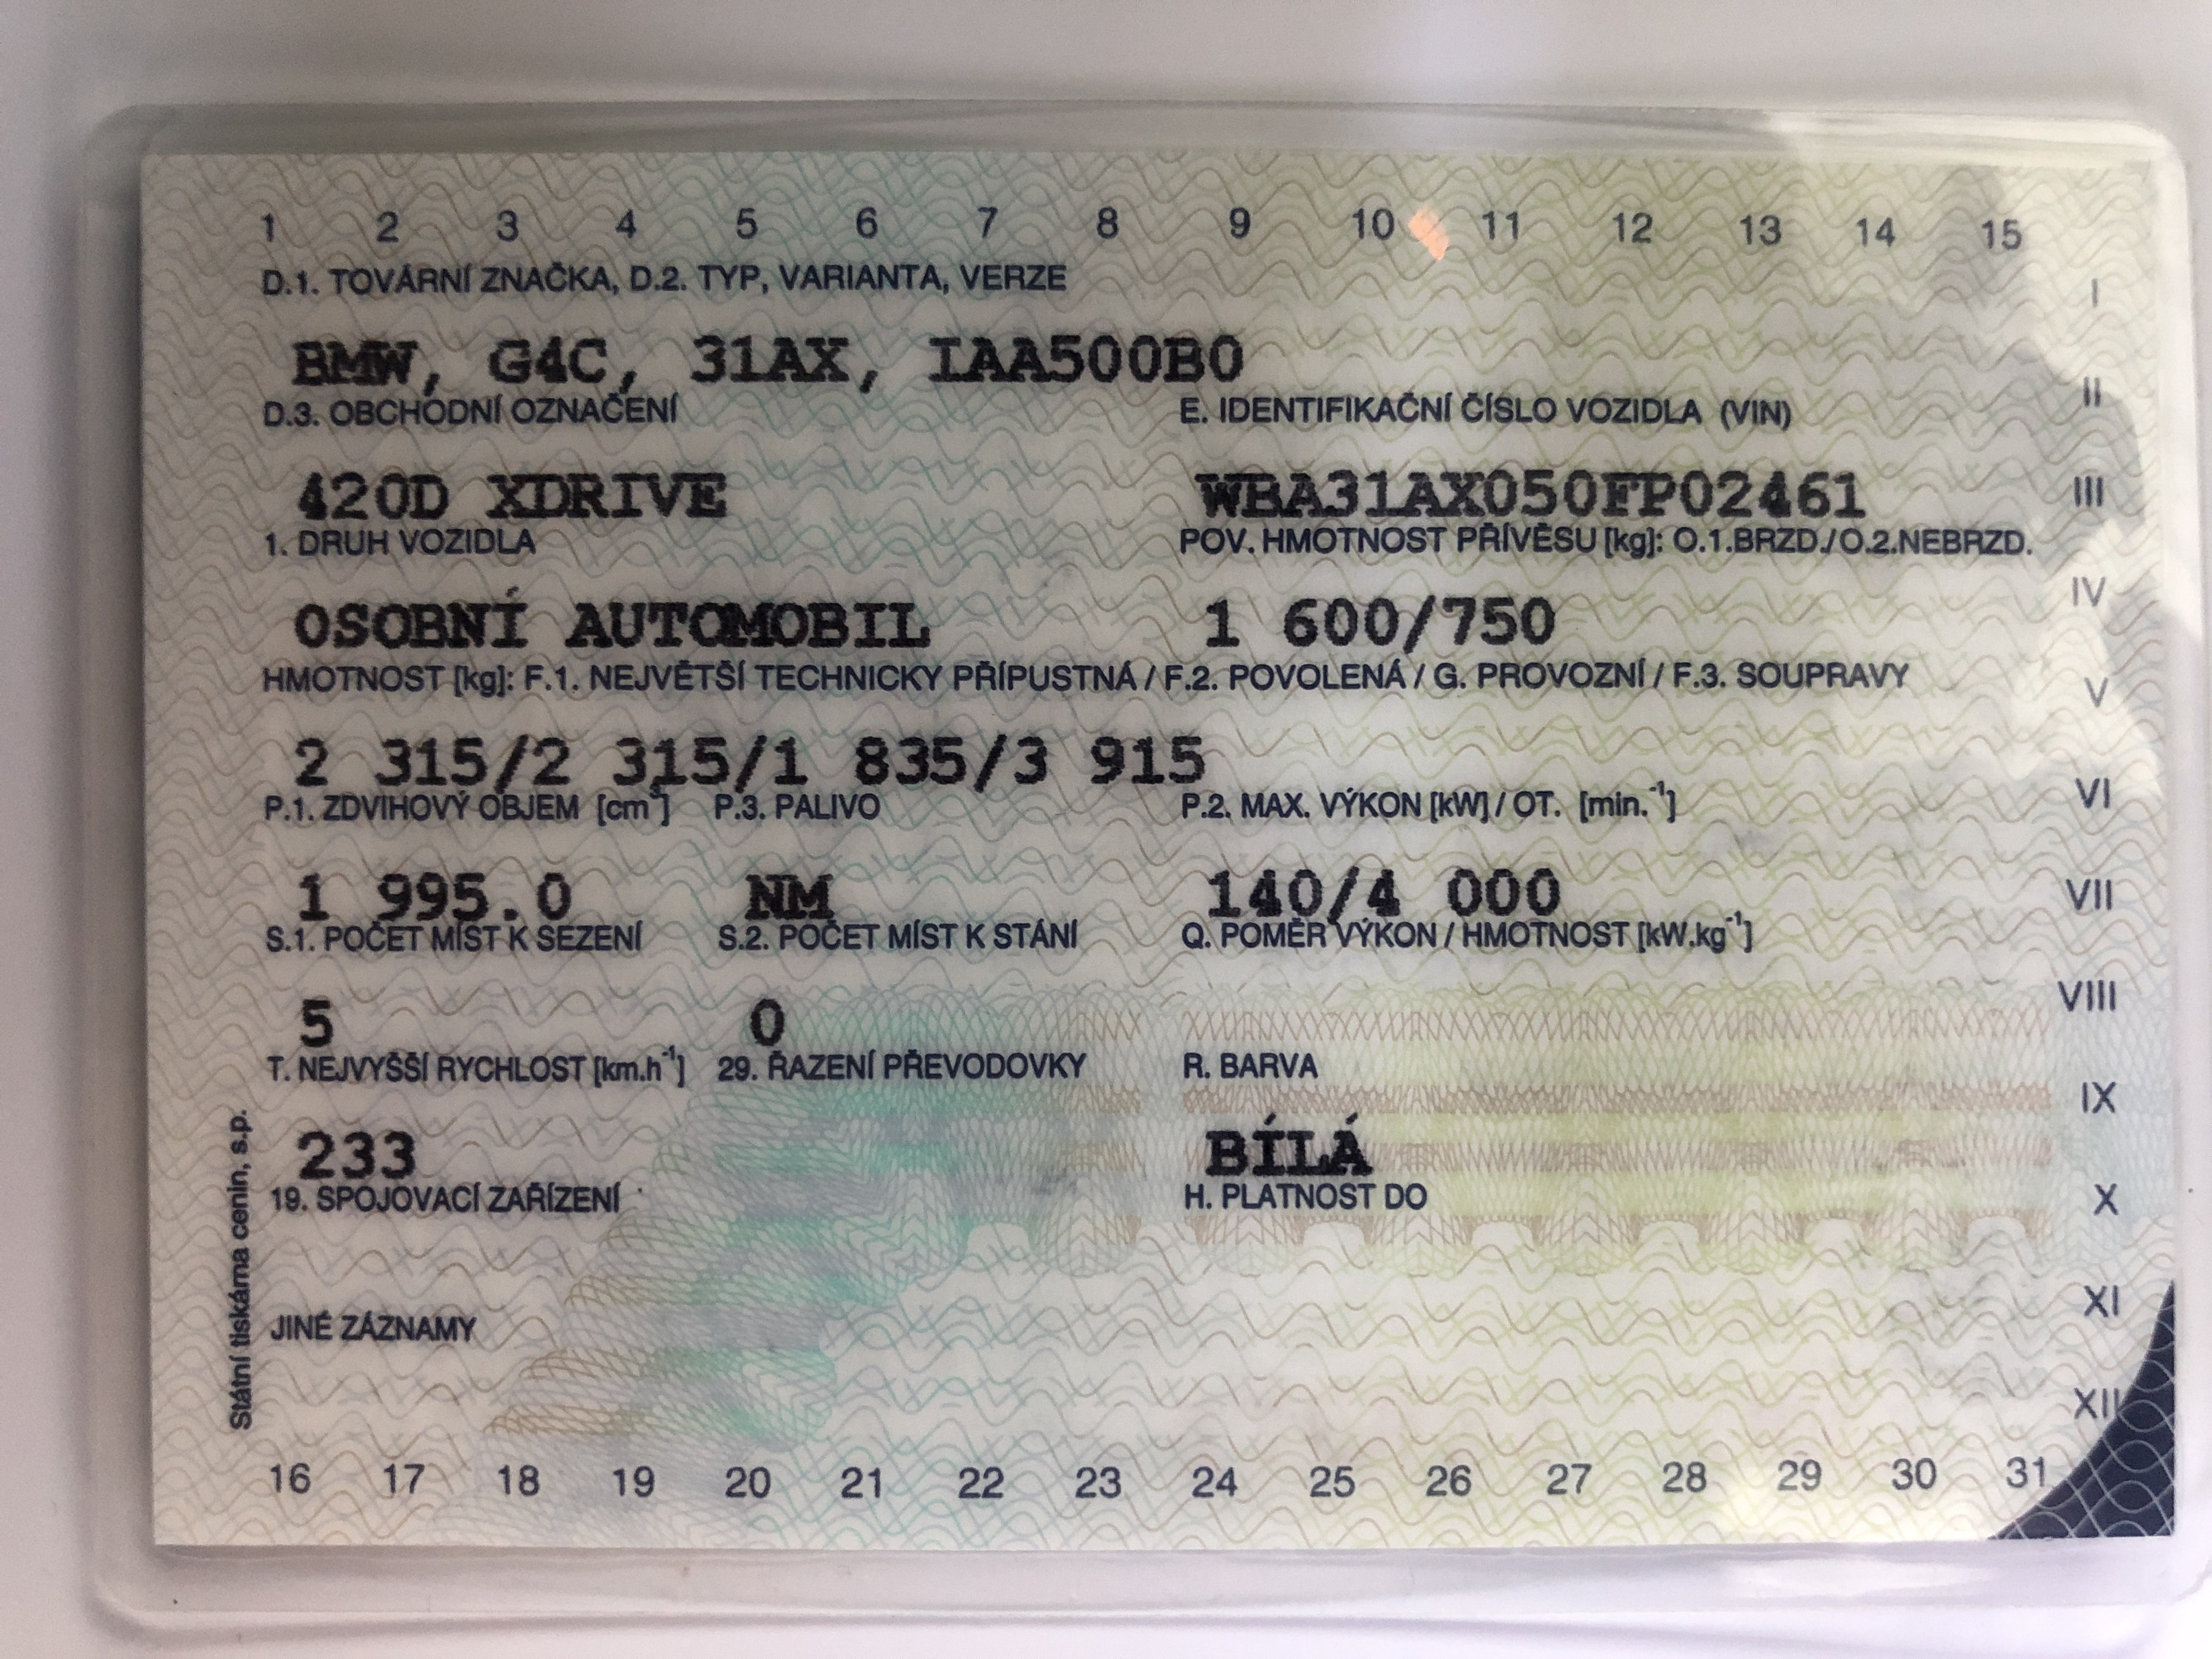 1 2 3 4 5 6 7 8 9 10 11 12 13 14 15
D.1. TOVÁRNÍ ZNAČKA, D.2. TYP, VARIANTA, VERZE
I
BMW, G4C, 31AX, IAA500B0
D.3. OBCHODNÍ OZNAČENÍ E. IDENTIFIKAČNÍ ČÍSLO VOZIDLA (VIN)
II
420D XDRIVE WBA31AX050FP02461
III
1. DRUH VOZIDLA POV. HMOTNOST PŘÍVĚSU [kg]: O.1.BRZD./O.2.NEBRZD.
IV
OSOBNÍ AUTOMOBIL 1 600/750
HMOTNOST [kg]: F.1. NEJVĚTŠÍ TECHNICKY PŘÍPUSTNÁ / F.2. POVOLENÁ / G. PROVOZNÍ / F.3. SOUPRAVY
V
2 315/2 315/1 835/3 915
P.1. ZDVIHOVÝ OBJEM [cm³] P.3. PALIVO P.2. MAX. VÝKON [kW] / OT. [min.⁻¹]
VI
1 995.0 NM 140/4 000
VII
S.1. POČET MÍST K SEZENÍ S.2. POČET MÍST K STÁNÍ Q. POMĚR VÝKON / HMOTNOST [kW.kg⁻¹]
VIII
5 0
T. NEJVYŠŠÍ RYCHLOST [km.h⁻¹] 29. ŘAZENÍ PŘEVODOVKY R. BARVA
IX
233 BÍLÁ
19. SPOJOVACÍ ZAŘÍZENÍ H. PLATNOST DO
X
XI
JINÉ ZÁZNAMY
XII
Státní tiskárna cenin, s.p.
16 17 18 19 20 21 22 23 24 25 26 27 28 29 30 31